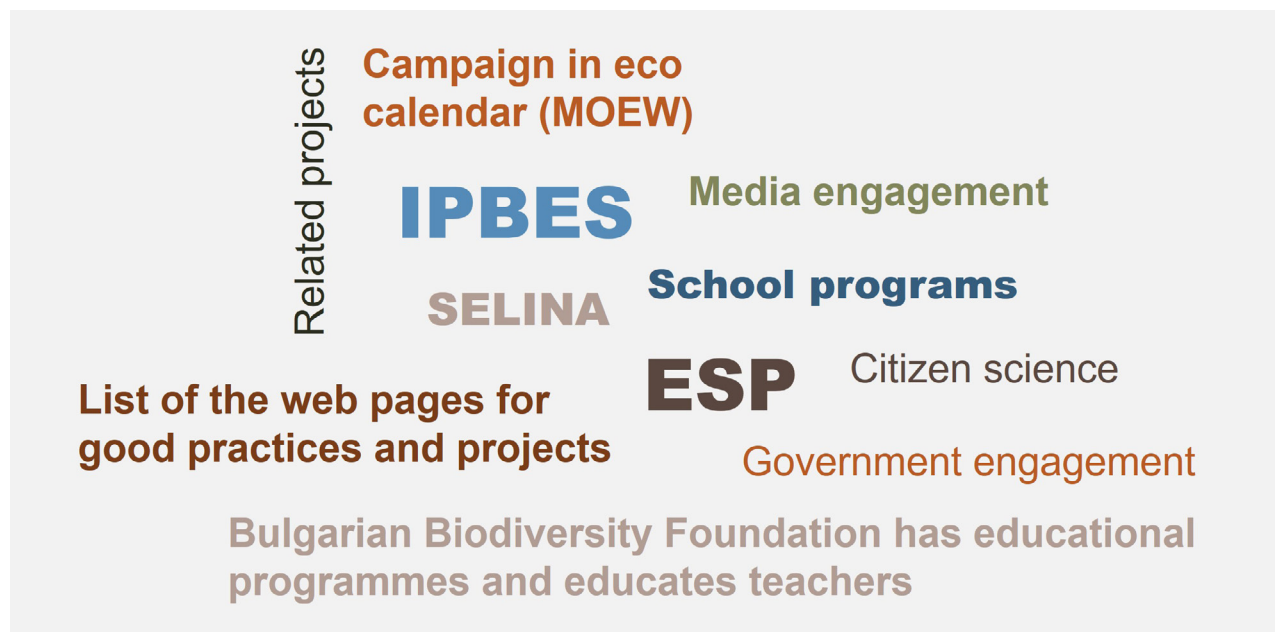 Related projects
Campaign in eco
calendar (MOEW)
IPBES
Media engagement
School programs
SELINA
ESP
Citizen science
List of the web pages for
good practices and projects
Government engagement
Bulgarian Biodiversity Foundation has educational
programmes and educates teachers